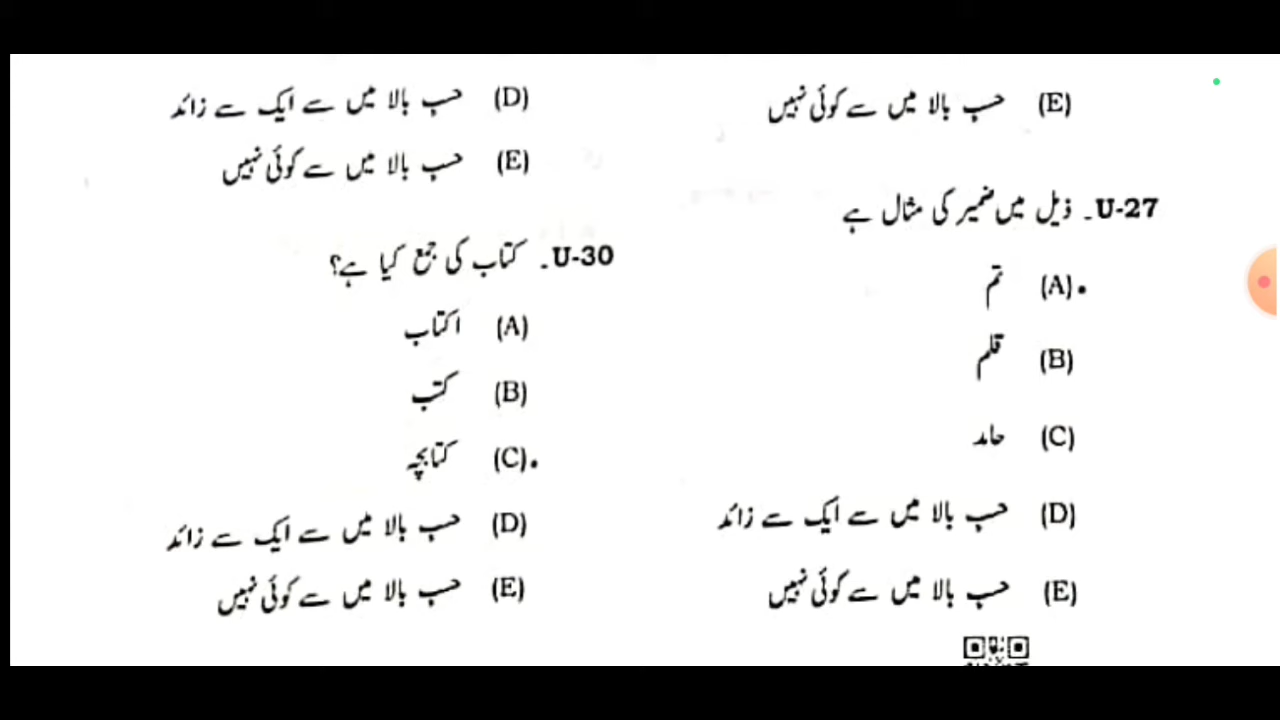 (E) حسب بالا میں سے کوئی نہیں
U-27۔ ذیل میں ضمیر کی مثال ہے
(A) تم
(B) قلم
(C) حامد
(D) حسب بالا میں سے ایک سے زائد
(E) حسب بالا میں سے کوئی نہیں
(D) حسب بالا میں سے ایک سے زائد
(E) حسب بالا میں سے کوئی نہیں
U-30۔ کتاب کی جمع کیا ہے؟
(A) اکتاب
(B) کتب
(C) کتابچہ
(D) حسب بالا میں سے ایک سے زائد
(E) حسب بالا میں سے کوئی نہیں